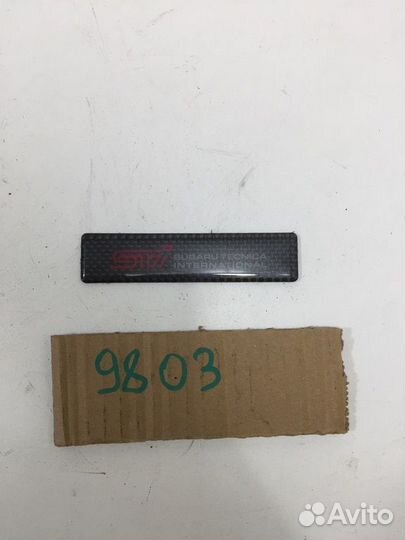 STi SUBARU TECNICA
INTERNATIONAL
9803
Avito